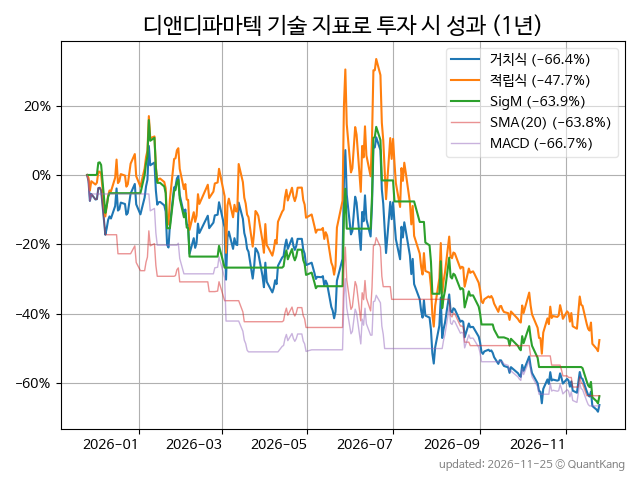 디앤디파마텍 기술 지표로 투자 시 성과 (1년)
거치식 (-66.4%)
적립식 (-47.7%)
SigM (-63.9%)
SMA(20) (-63.8%)
MACD (-66.7%)
20%
0%
-20%
-40%
-60%
2026-01
2026-03
2026-05
2026-07
2026-09
2026-11
updated: 2026-11-25 © QuantKang